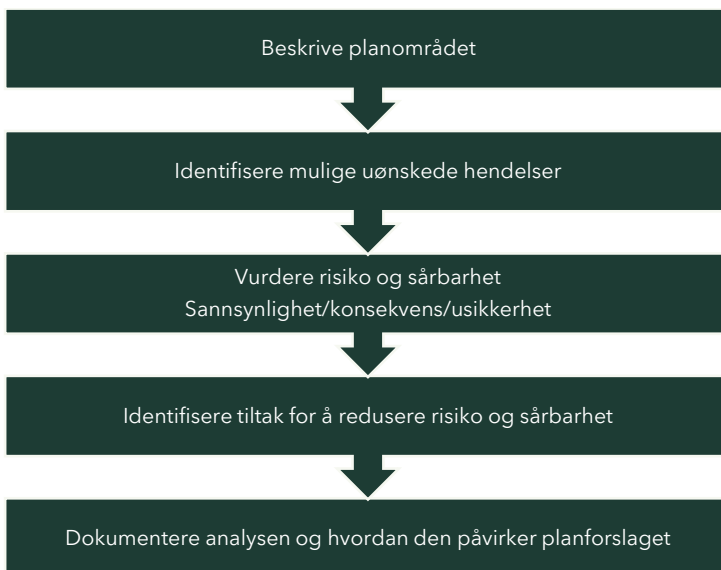 Beskrive planområdet
Identifisere mulige uønskede hendelser
Vurdere risiko og sårbarhet
Sannsynlighet/konsekvens/usikkerhet
Identifisere tiltak for å redusere risiko og sårbarhet
Dokumentere analysen og hvordan den påvirker planforslaget